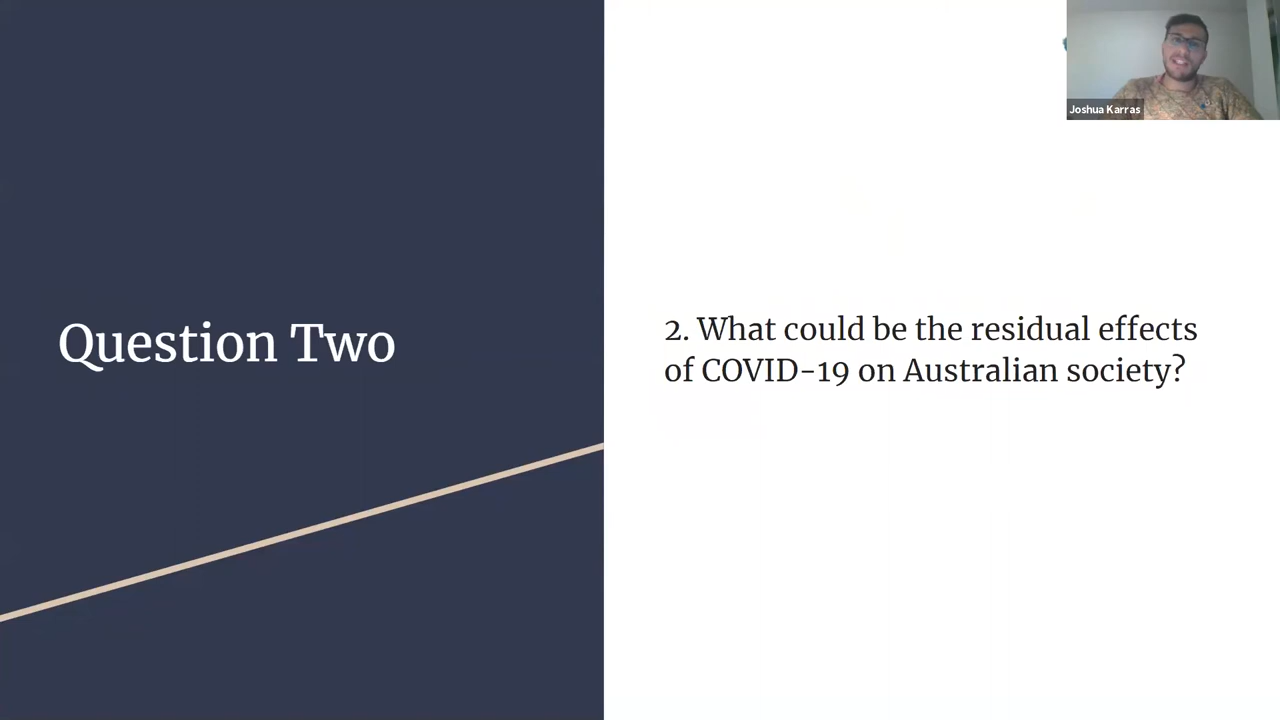 Joshua Karras
Question Two
2. What could be the residual effects
of COVID-19 on Australian society?